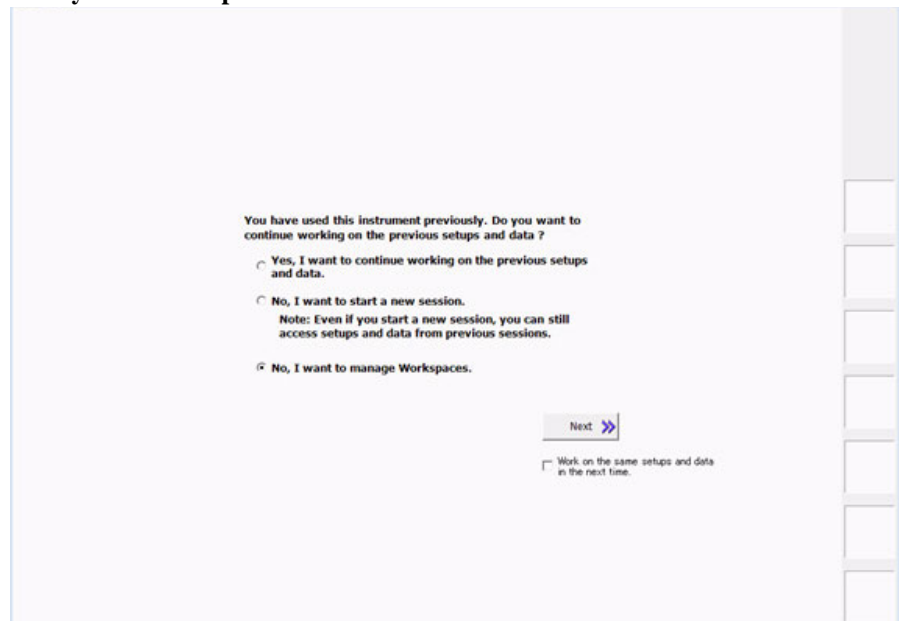 You have used this instrument previously. Do you want to
continue working on the previous setups and data ?
Yes, I want to continue working on the previous setups
and data.
No, I want to start a new session.
Note: Even if you start a new session, you can still
access setups and data from previous sessions.
No, I want to manage Workspaces.
Next
Work on the same setups and data
in the next time.